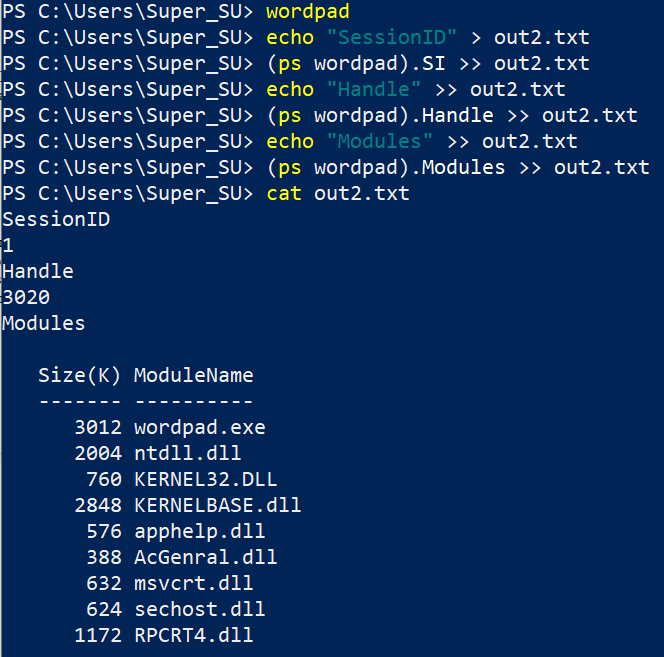 PS C:\Users\Super_SU> wordpad
PS C:\Users\Super_SU> echo "SessionID" > out2.txt
PS C:\Users\Super_SU> (ps wordpad).SI >> out2.txt
PS C:\Users\Super_SU> echo "Handle" >> out2.txt
PS C:\Users\Super_SU> (ps wordpad).Handle >> out2.txt
PS C:\Users\Super_SU> echo "Modules" >> out2.txt
PS C:\Users\Super_SU> (ps wordpad).Modules >> out2.txt
PS C:\Users\Super_SU> cat out2.txt
SessionID
1
Handle
3020
Modules

   Size(K) ModuleName
   ------- ----------
      3012 wordpad.exe
      2004 ntdll.dll
       760 KERNEL32.DLL
      2848 KERNELBASE.dll
       576 apphelp.dll
       388 AcGenral.dll
       632 msvcrt.dll
       624 sechost.dll
      1172 RPCRT4.dll